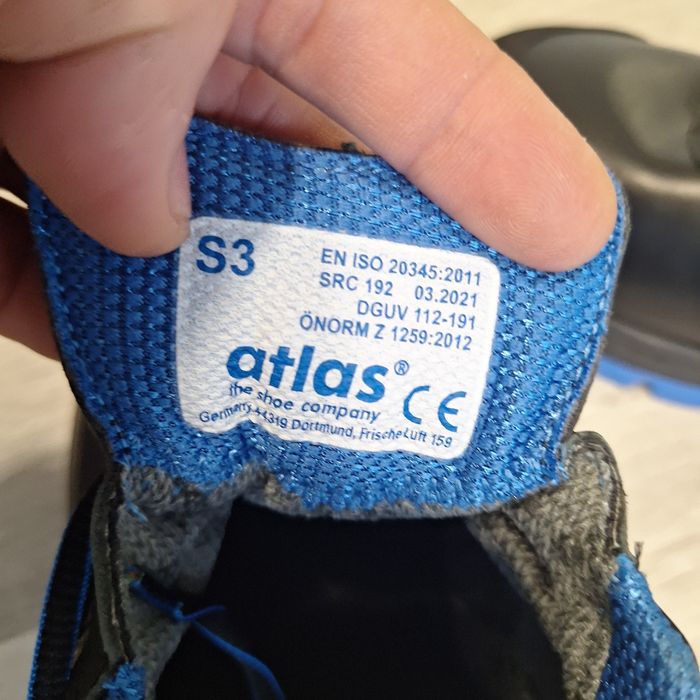 S3
EN ISO 20345:2011
SRC 192 03.2021
DGUV 112-191
ÖNORM Z 1259:2012
atlas®
the shoe company
CE
Germany 44319 Dortmund, Frische Luft 159